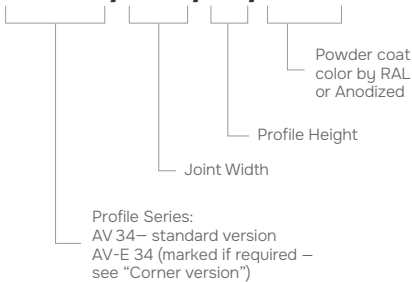 Powder coat
color by RAL
or Anodized
Profile Height
Joint Width
Profile Series:
AV 34— standard version
AV-E 34 (marked if required —
see “Corner version”)